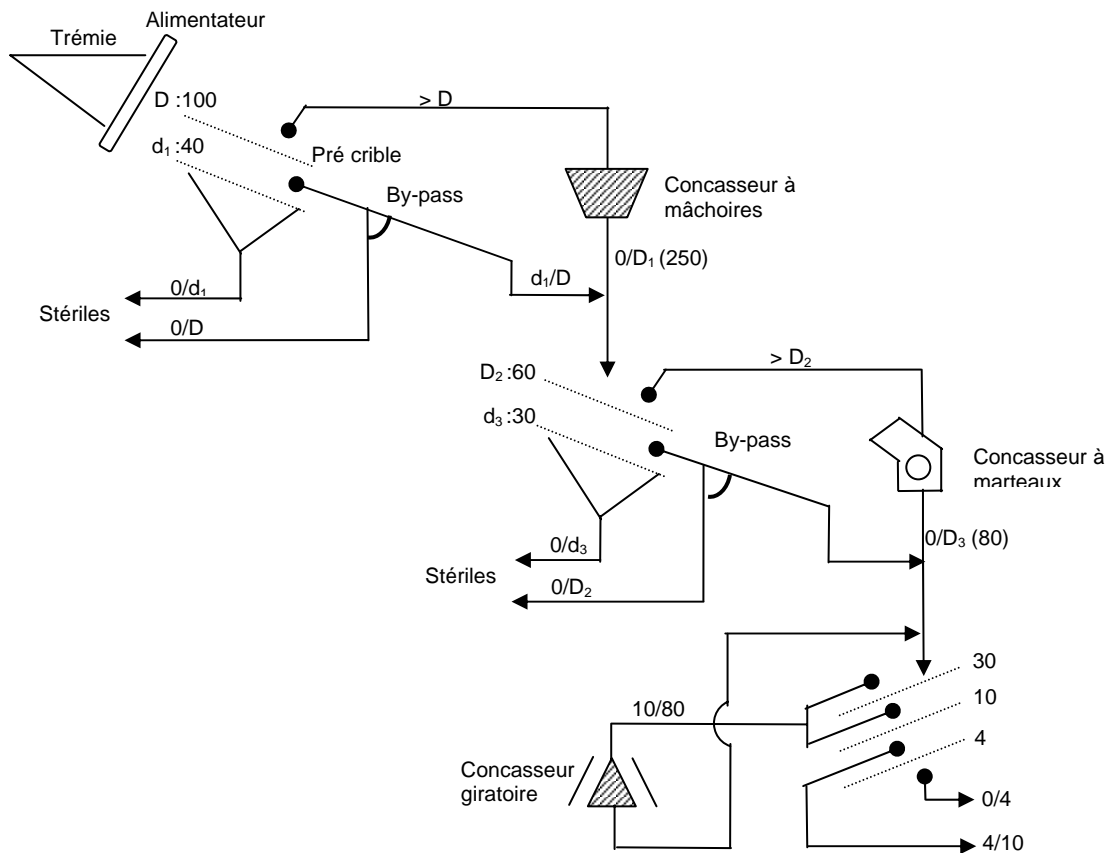 Alimentateur
Trémie
> D
D :100
d₁ :40
Pré crible
By-pass
Concasseur à
mâchoires
0/D₁ (250)
d₁/D
0/d₁
Stériles
0/D
> D₂
D₂ :60
d₃ :30
By-pass
Concasseur à
marteaux
0/D₃ (80)
0/d₃
Stériles
0/D₂
30
10
10/80
4
Concasseur
giratoire
0/4
4/10